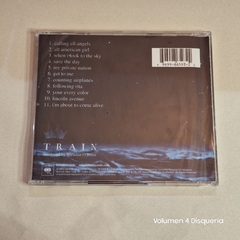 1. calling all angels
2. all american girl
3. when i look to the sky
4. save the day
5. my private nation
6. get to me
7. counting airplanes
8. following rita
9. your every color
10. lincoln avenue
11. i'm about to come alive
TRAIN
Volumen 4 Disqueria